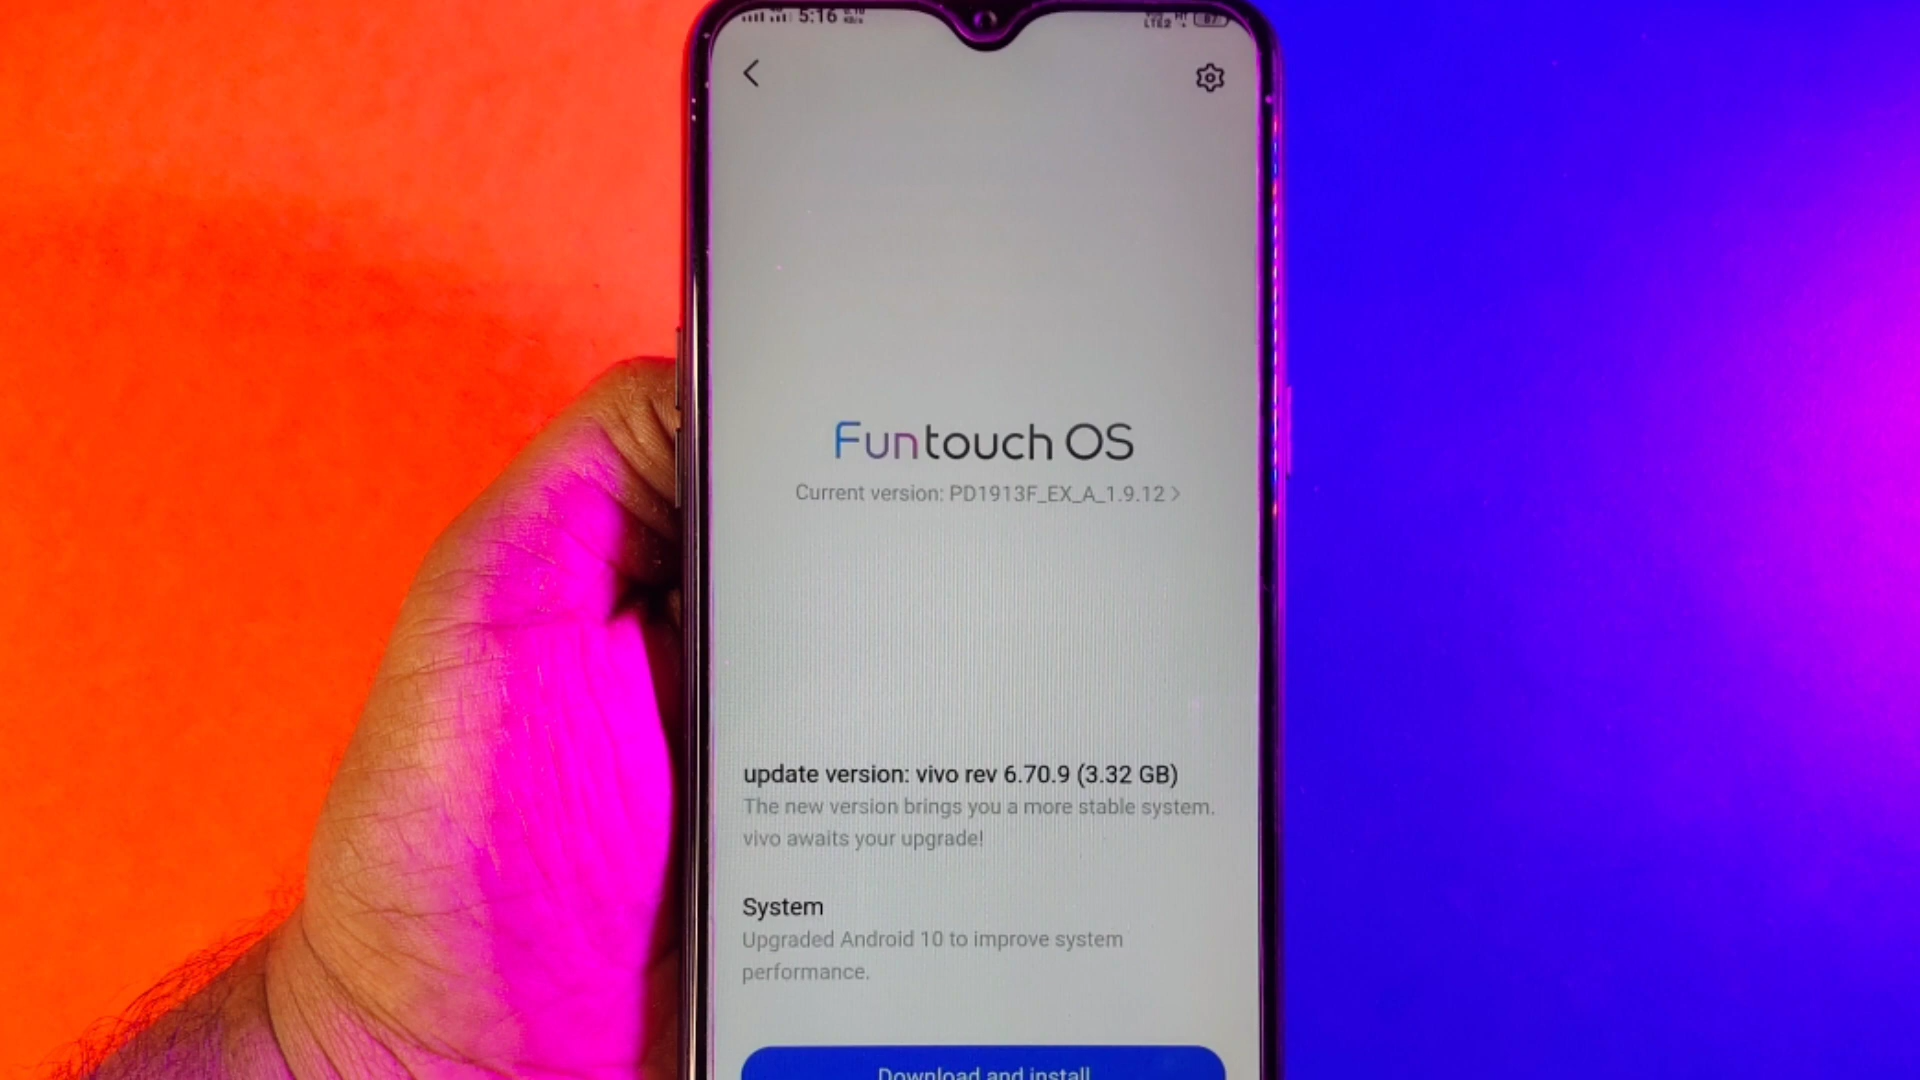 5:16
LTE2 87
Funtouch OS
Current version: PD1913F_EX_A_1.9.12 >
update version: vivo rev 6.70.9 (3.32 GB)
The new version brings you a more stable system.
vivo awaits your upgrade!
System
Upgraded Android 10 to improve system
performance.
Download and install